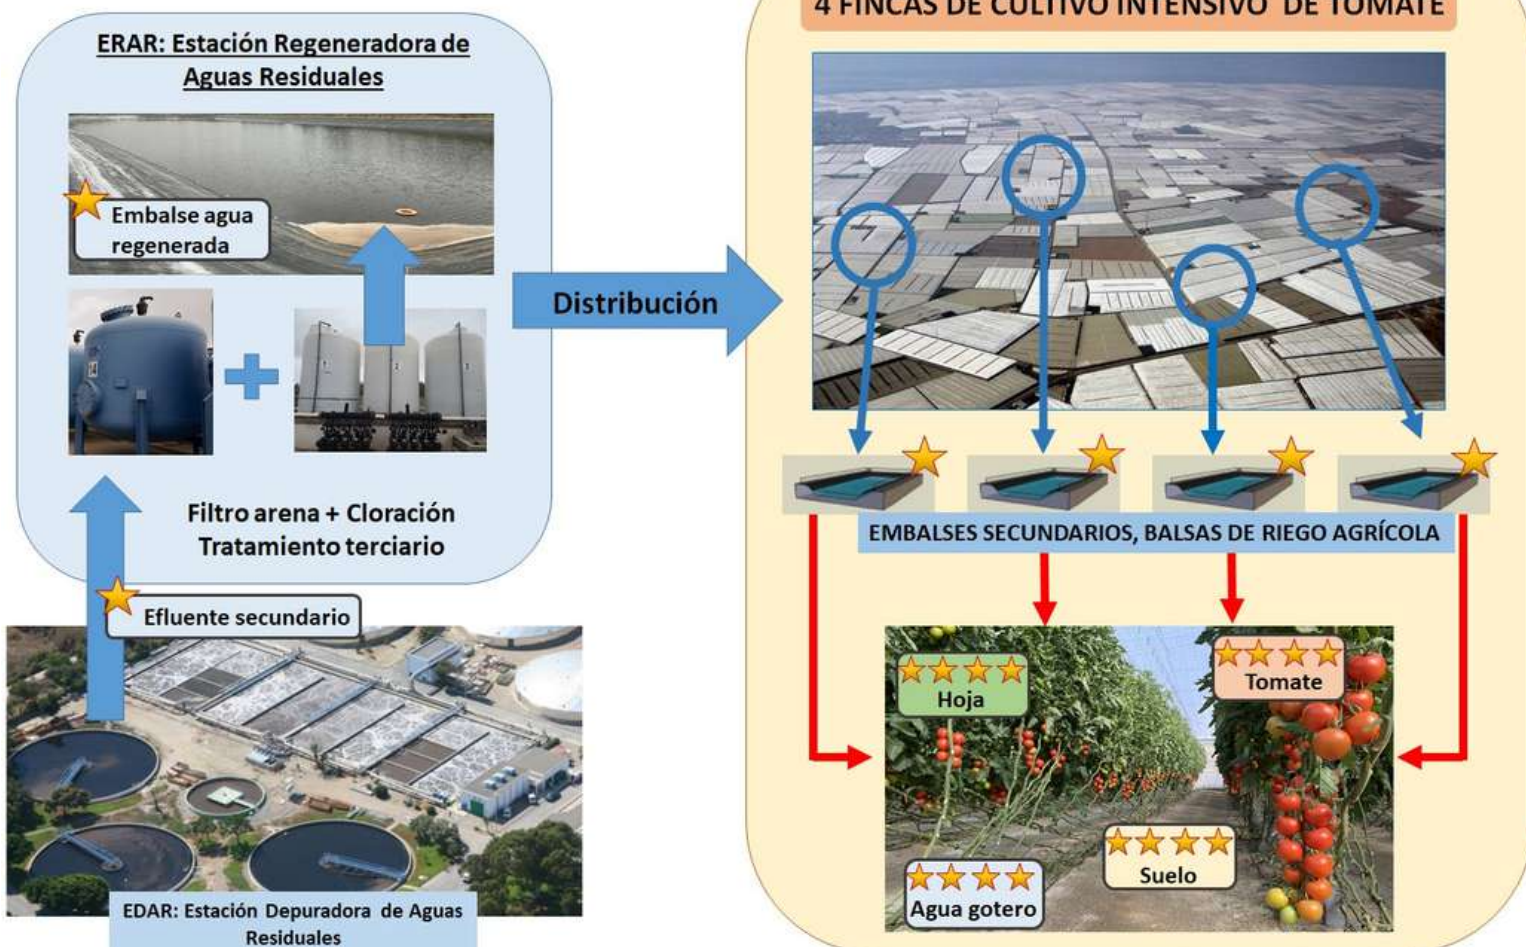 ERAR: Estación Regeneradora de
Aguas Residuales
Embalse agua
regenerada
Filtro arena + Cloración
Tratamiento terciario
Efluente secundario
EDAR: Estación Depuradora de Aguas
Residuales
Distribución
4 FINCAS DE CULTIVO INTENSIVO DE TOMATE
EMBALSES SECUNDARIOS, BALSAS DE RIEGO AGRÍCOLA
Hoja
Tomate
Suelo
Agua gotero